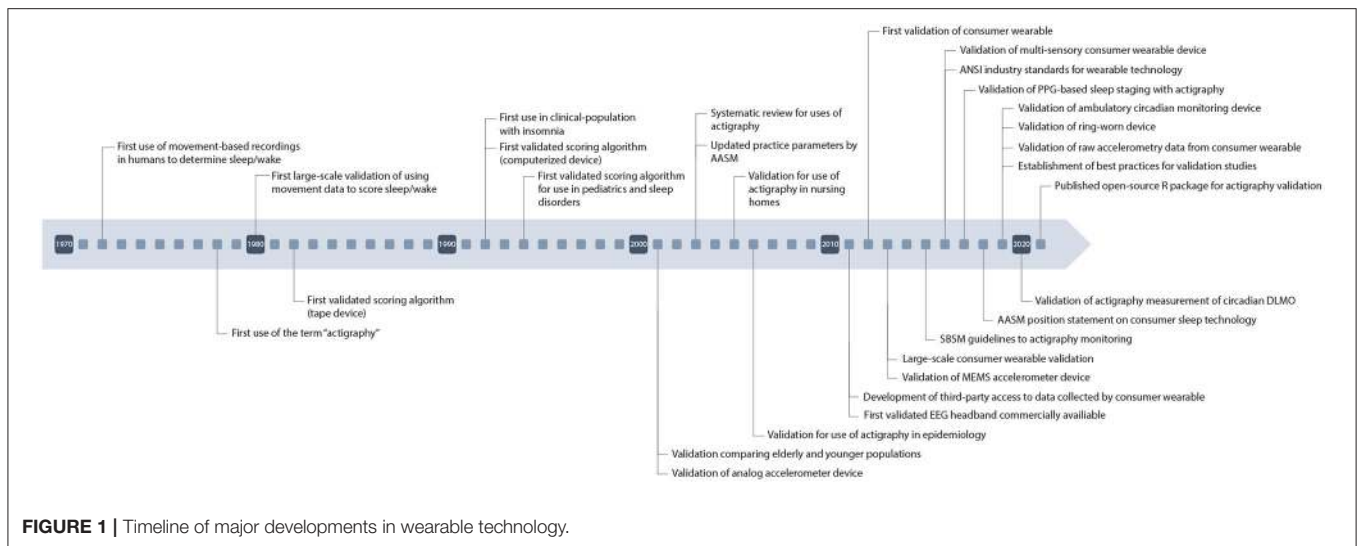 First validation of consumer wearable
Validation of multi-sensory consumer wearable device
ANSI industry standards for wearable technology
Validation of PPG-based sleep staging with actigraphy
Validation of ambulatory circadian monitoring device
Validation of ring-worn device
Validation of raw accelerometry data from consumer wearable
Establishment of best practices for validation studies
Published open-source R package for actigraphy validation
Systematic review for uses of
actigraphy
Updated practice parameters by
AASM
Validation for use of
actigraphy in nursing
homes
First use in clinical-population
with insomnia
First validated scoring algorithm
(computerized device)
First validated scoring algorithm
for use in pediatrics and sleep
disorders
First use of movement-based recordings
in humans to determine sleep/wake
First large-scale validation of using
movement data to score sleep/wake
1970
1980
1990
2000
2010
2020
First validated scoring algorithm
(tape device)
First use of the term "actigraphy"
Validation of actigraphy measurement of circadian DLMO
AASM position statement on consumer sleep technology
SBSM guidelines to actigraphy monitoring
Large-scale consumer wearable validation
Validation of MEMS accelerometer device
Development of third-party access to data collected by consumer wearable
First validated EEG headband commercially availiable
Validation for use of actigraphy in epidemiology
Validation comparing elderly and younger populations
Validation of analog accelerometer device
FIGURE 1 | Timeline of major developments in wearable technology.